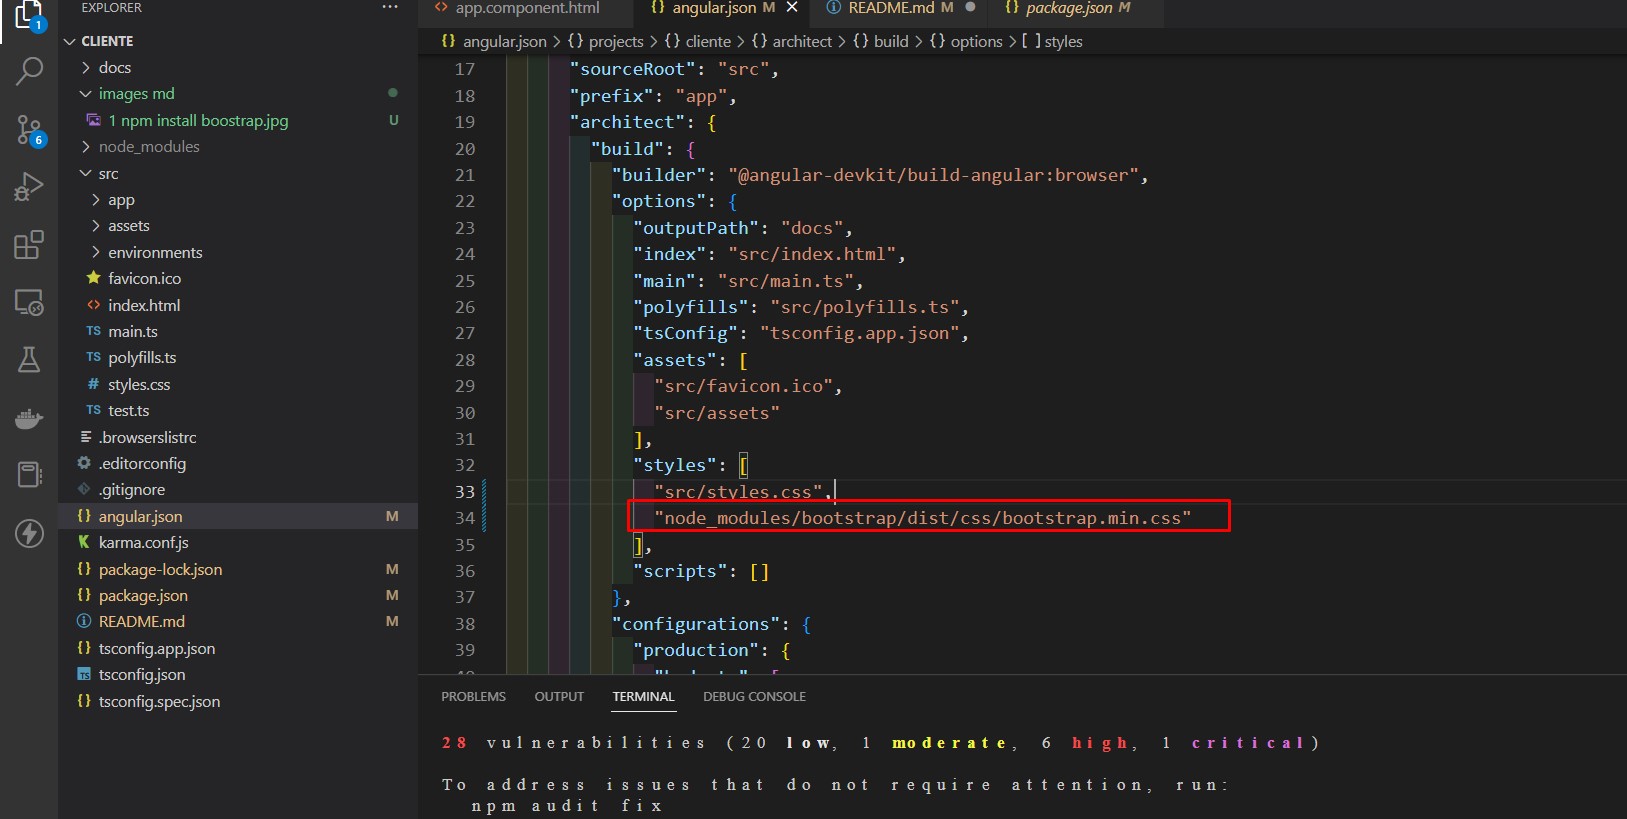 EXPLORER
...
app.component.html
{} angular.json M ×
README.md M ●
{} package.json M
1
CLIENTE
docs
images md
1 npm install boostrap.jpg U
node_modules
src
app
assets
environments
favicon.ico
<> index.html
TS main.ts
TS polyfills.ts
# styles.css
TS test.ts
.browserslistrc
.editorconfig
.gitignore
{} angular.json M
karma.conf.js
{} package-lock.json M
{} package.json M
README.md M
{} tsconfig.app.json
TS tsconfig.json
{} tsconfig.spec.json
6
{} angular.json > {} projects > {} cliente > {} architect > {} build > {} options > [ ] styles
17 "sourceRoot": "src",
18 "prefix": "app",
19 "architect": {
20 "build": {
21 "builder": "@angular-devkit/build-angular:browser",
22 "options": {
23 "outputPath": "docs",
24 "index": "src/index.html",
25 "main": "src/main.ts",
26 "polyfills": "src/polyfills.ts",
27 "tsConfig": "tsconfig.app.json",
28 "assets": [
29 "src/favicon.ico",
30 "src/assets"
31 ],
32 "styles": [
33 "src/styles.css",
34 "node_modules/bootstrap/dist/css/bootstrap.min.css"
35 ],
36 "scripts": []
37 },
38 "configurations": {
39 "production": {
PROBLEMS OUTPUT TERMINAL DEBUG CONSOLE
28 vulnerabilities (20 low, 1 moderate, 6 high, 1 critical)
To address issues that do not require attention, run:
npm audit fix